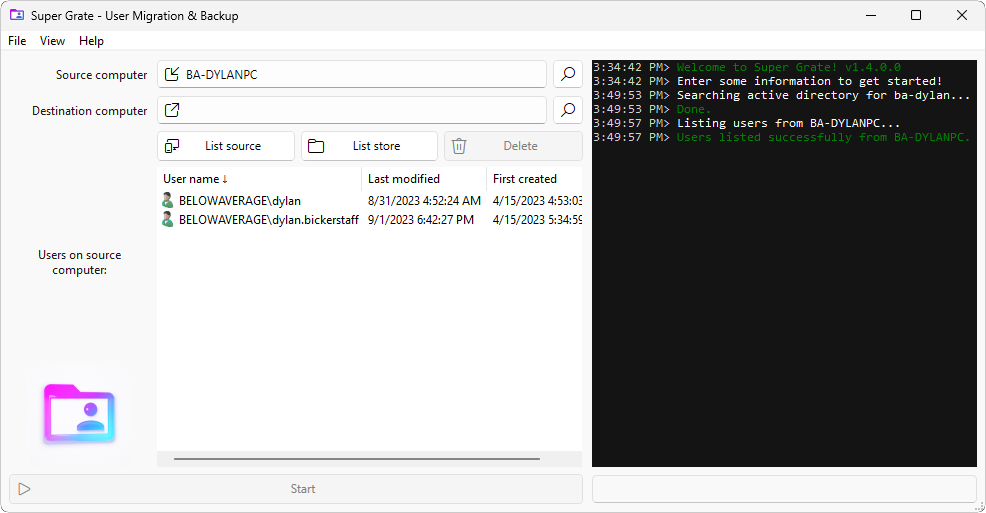 Super Grate - User Migration & Backup
File View Help
Source computer
BA-DYLANPC
Destination computer
List source
List store
Delete
User name ↓ Last modified First created
BELOWAVERAGE\dylan 8/31/2023 4:52:24 AM 4/15/2023 4:53:03
BELOWAVERAGE\dylan.bickerstaff 9/1/2023 6:42:27 PM 4/15/2023 5:34:59
Users on source
computer:
Start
3:34:42 PM> Welcome to Super Grate! v1.4.0.0
3:34:42 PM> Enter some information to get started!
3:49:53 PM> Searching active directory for ba-dylan...
3:49:53 PM> Done.
3:49:57 PM> Listing users from BA-DYLANPC...
3:49:57 PM> Users listed successfully from BA-DYLANPC.